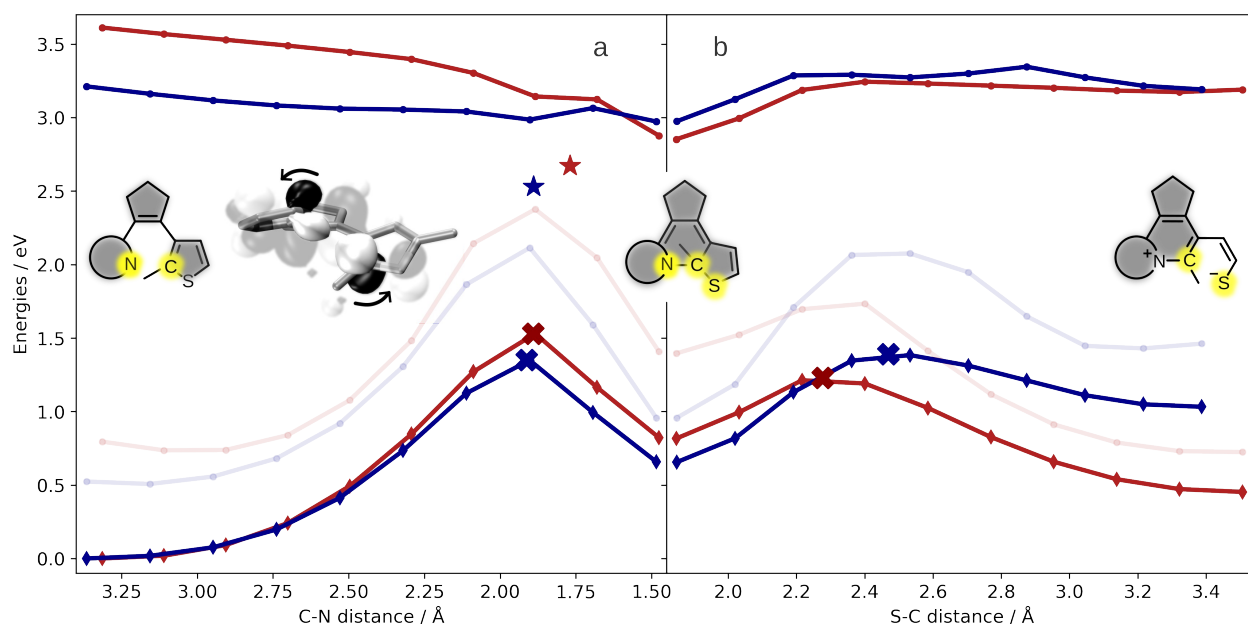 a b
3.5
3.0
2.5
2.0
1.5
1.0
0.5
0.0
Energies / eV
N C S
N C S
+ N C − S
3.25 3.00 2.75 2.50 2.25 2.00 1.75 1.50
2.0 2.2 2.4 2.6 2.8 3.0 3.2 3.4
C-N distance / Å
S-C distance / Å